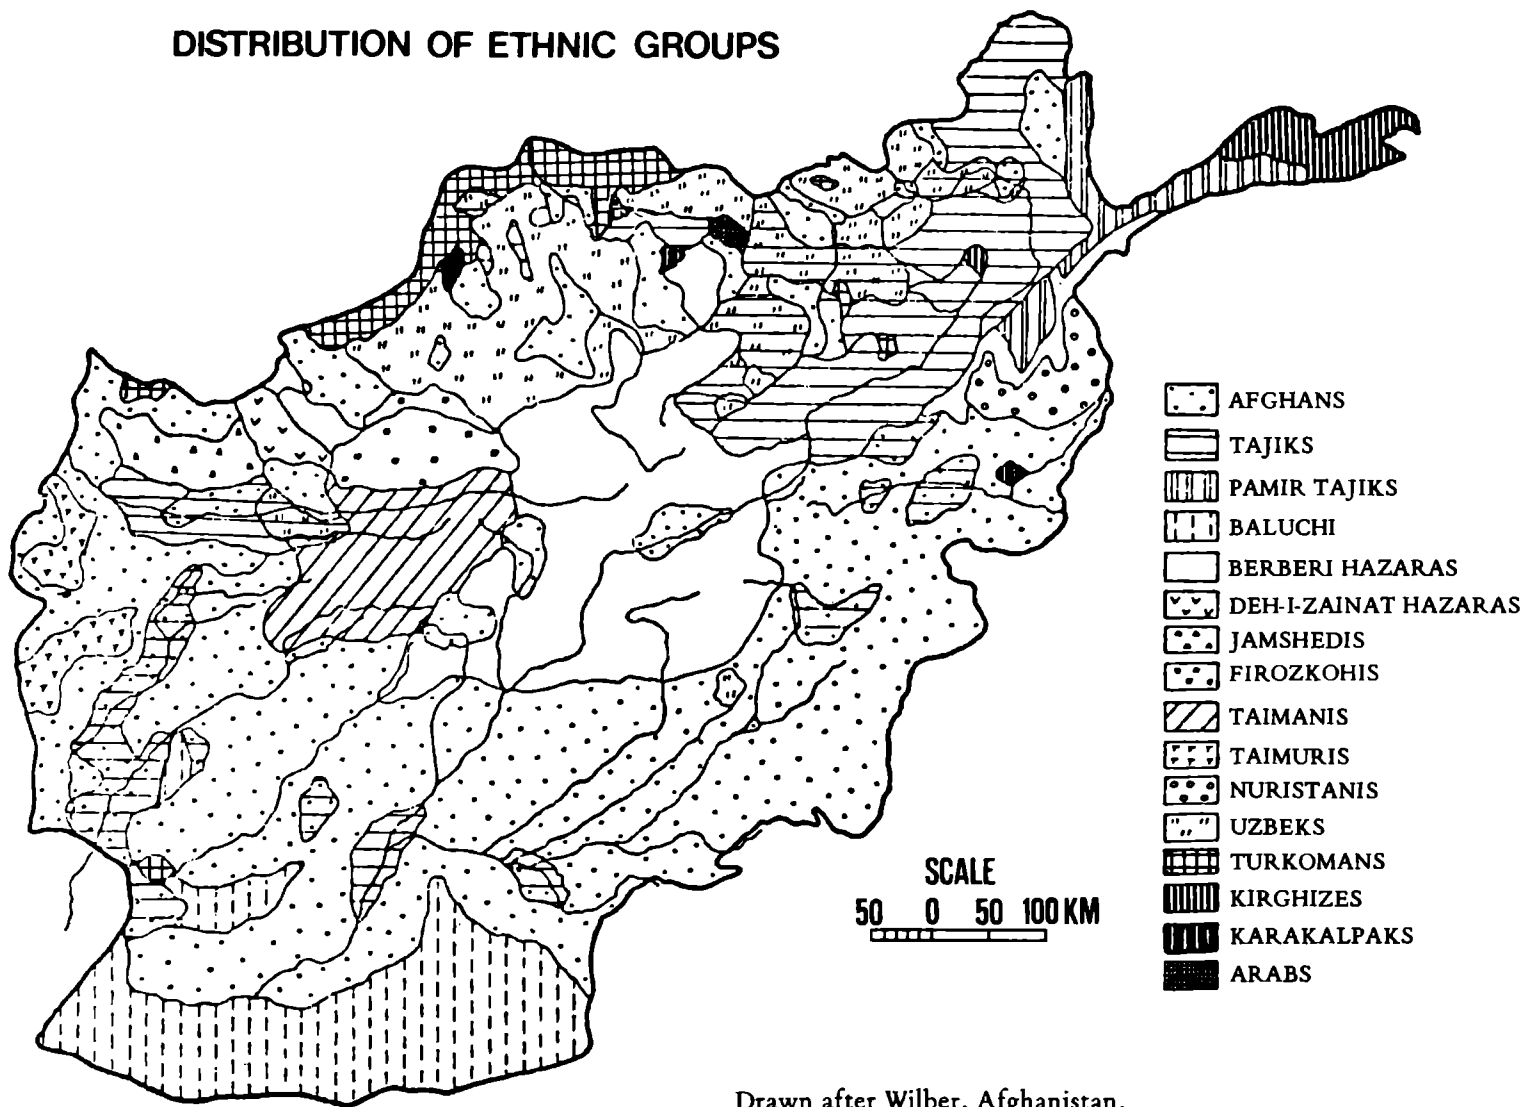 DISTRIBUTION OF ETHNIC GROUPS
AFGHANS
TAJIKS
PAMIR TAJIKS
BALUCHI
BERBERI HAZARAS
DEH-I-ZAINAT HAZARAS
JAMSHEDIS
FIROZKOHIS
TAIMANIS
TAIMURIS
NURISTANIS
UZBEKS
TURKOMANS
KIRGHIZES
KARAKALPAKS
ARABS
SCALE
50 0 50 100 KM
Drawn after Wilber, Afghanistan.